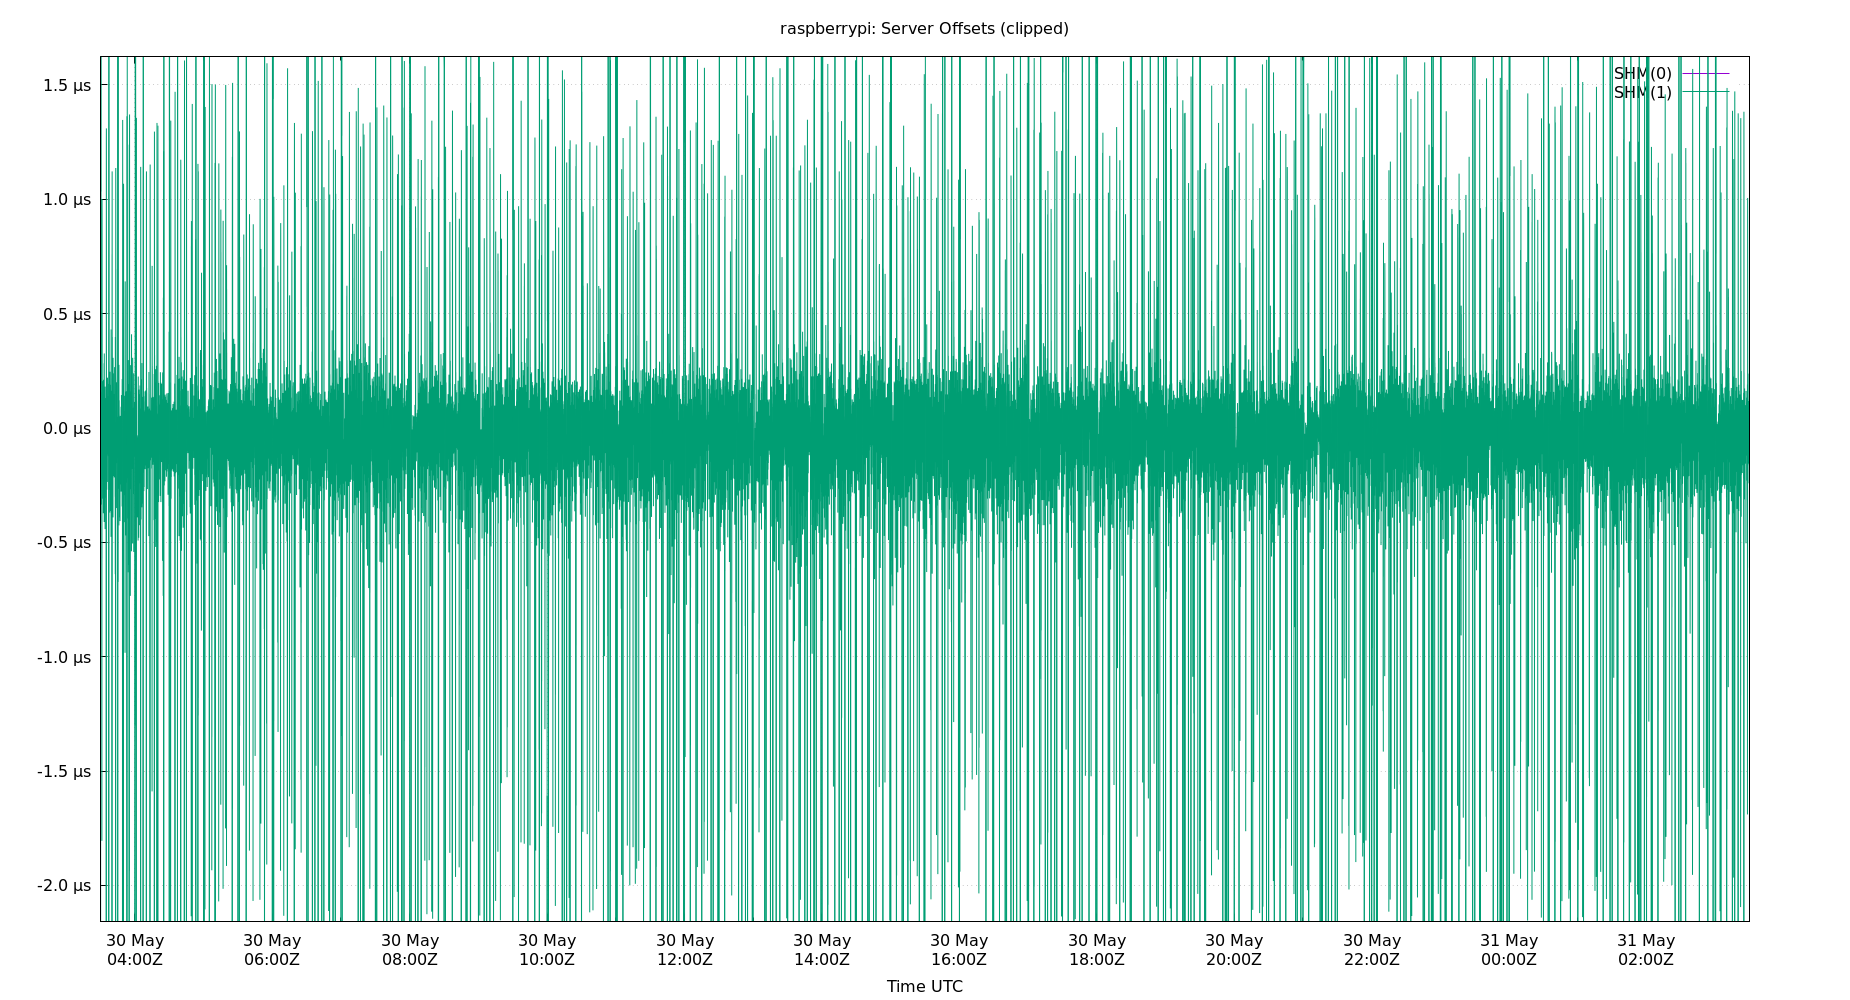 raspberrypi: Server Offsets (clipped)
SHM(0)
SHM(1)
1.5 µs
1.0 µs
0.5 µs
0.0 µs
-0.5 µs
-1.0 µs
-1.5 µs
-2.0 µs
30 May 30 May 30 May 30 May 30 May 30 May 30 May 30 May 30 May 30 May 31 May 31 May
04:00Z 06:00Z 08:00Z 10:00Z 12:00Z 14:00Z 16:00Z 18:00Z 20:00Z 22:00Z 00:00Z 02:00Z
Time UTC